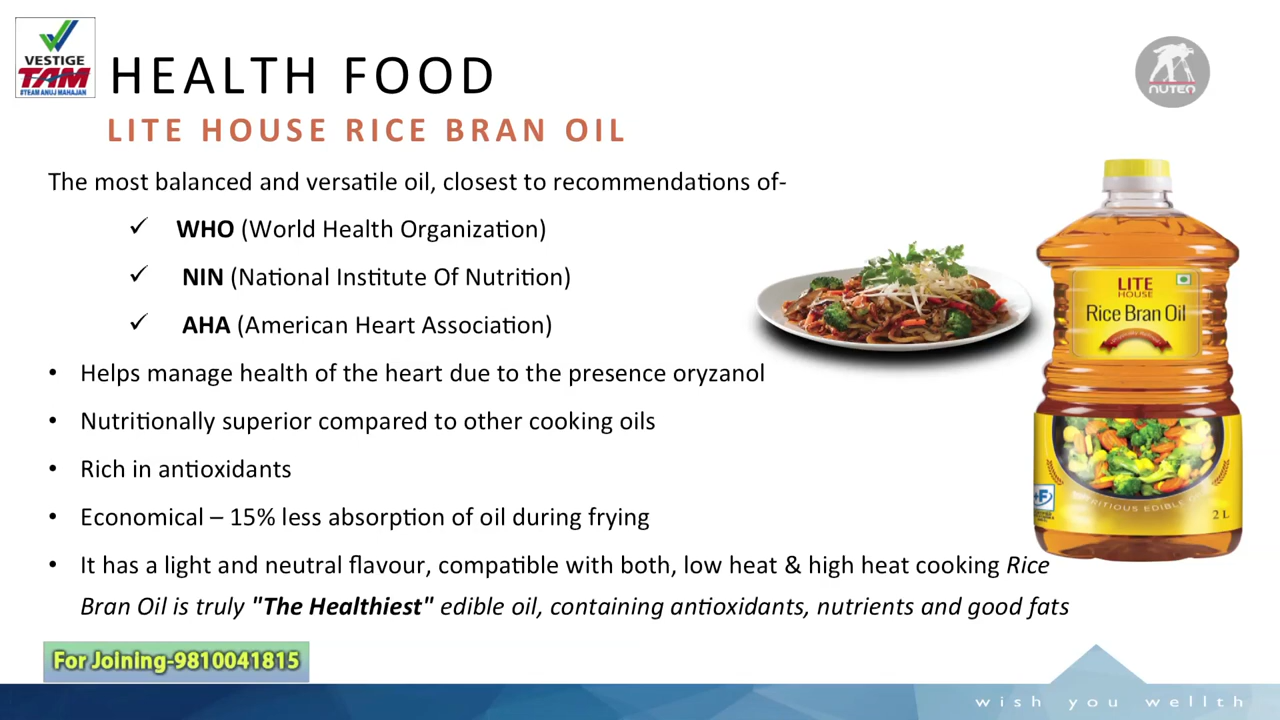 VESTIGE
TAM
#TEAM ANUJ MAHAJAN
HEALTH FOOD
NUTEQ
LITE HOUSE RICE BRAN OIL
The most balanced and versatile oil, closest to recommendations of-
✓ WHO (World Health Organization)
✓ NIN (National Institute Of Nutrition)
✓ AHA (American Heart Association)
• Helps manage health of the heart due to the presence oryzanol
• Nutritionally superior compared to other cooking oils
• Rich in antioxidants
• Economical – 15% less absorption of oil during frying
• It has a light and neutral flavour, compatible with both, low heat & high heat cooking Rice
Bran Oil is truly "The Healthiest" edible oil, containing antioxidants, nutrients and good fats
LITE
HOUSE
Rice Bran Oil
+F
NUTRITIOUS EDIBLE OIL
2 L
For Joining-9810041815
wish you wellth